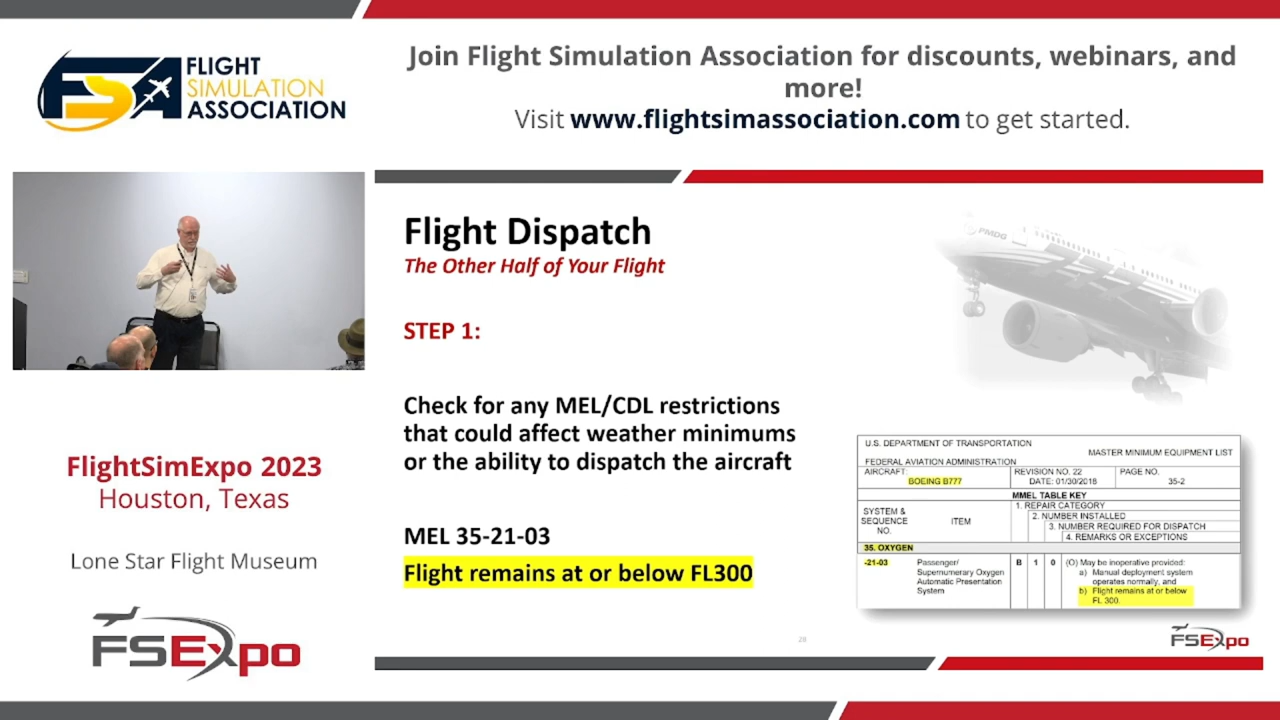 Join Flight Simulation Association for discounts, webinars, and
more!
Visit www.flightsimassociation.com to get started.
FSA
FLIGHT
SIMULATION
ASSOCIATION
FlightSimExpo 2023
Houston, Texas
Lone Star Flight Museum
FSExpo
Flight Dispatch
The Other Half of Your Flight
STEP 1:
Check for any MEL/CDL restrictions
that could affect weather minimums
or the ability to dispatch the aircraft
MEL 35-21-03
Flight remains at or below FL300
PMDG
U.S. DEPARTMENT OF TRANSPORTATION
MASTER MINIMUM EQUIPMENT LIST
FEDERAL AVIATION ADMINISTRATION
AIRCRAFT: REVISION NO. 22 PAGE NO.
BOEING B777 DATE: 01/30/2018 35-2
MMEL TABLE KEY
SYSTEM &
SEQUENCE
NO.
ITEM
1. REPAIR CATEGORY
2. NUMBER INSTALLED
3. NUMBER REQUIRED FOR DISPATCH
4. REMARKS OR EXCEPTIONS
35. OXYGEN
-21-03
Passenger/
Supernumerary Oxygen
Automatic Presentation
System
B 1 0
(O) May be inoperative provided:
a) Manual deployment system
operates normally, and
b) Flight remains at or below
FL 300.
28
FSExpo